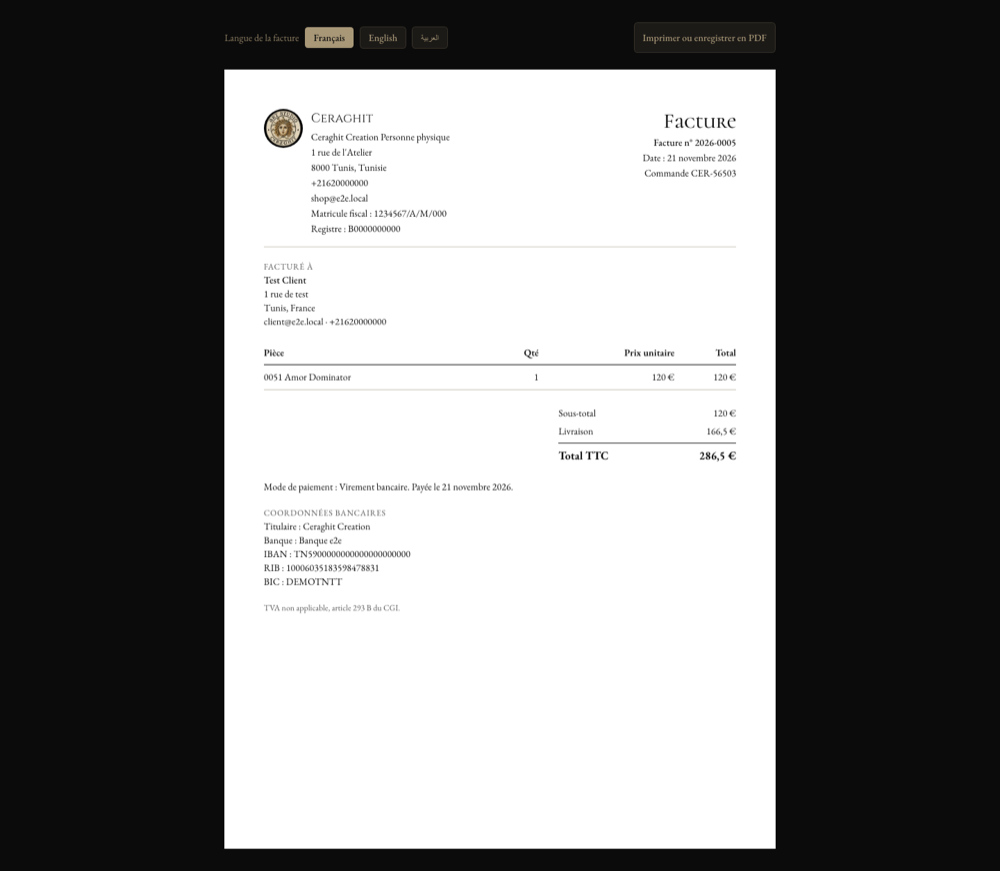 Langue de la facture Français English العربية Imprimer ou enregistrer en PDF
CERAGHIT
Ceraghit Creation Personne physique
1 rue de l'Atelier
8000 Tunis, Tunisie
+21620000000
shop@e2e.local
Matricule fiscal : 1234567/A/M/000
Registre : B0000000000
Facture
Facture n° 2026-0005
Date : 21 novembre 2026
Commande CER-56503
FACTURÉ À
Test Client
1 rue de test
Tunis, France
client@e2e.local · +21620000000
Pièce Qté Prix unitaire Total
0051 Amor Dominator 1 120 € 120 €
Sous-total 120 €
Livraison 166,5 €
Total TTC 286,5 €
Mode de paiement : Virement bancaire. Payée le 21 novembre 2026.
COORDONNÉES BANCAIRES
Titulaire : Ceraghit Creation
Banque : Banque e2e
IBAN : TN5900000000000000000000
RIB : 10006035183598478831
BIC : DEMOTNTT
TVA non applicable, article 293 B du CGI.